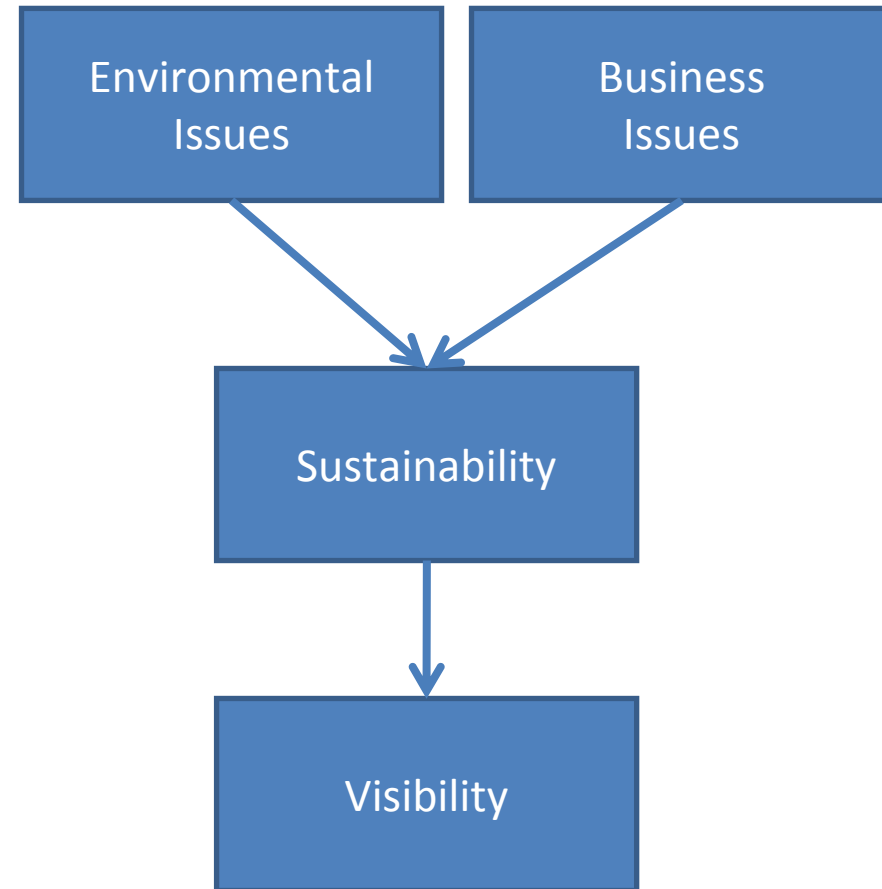 Environmental
Issues
Business
Issues
Sustainability
Visibility